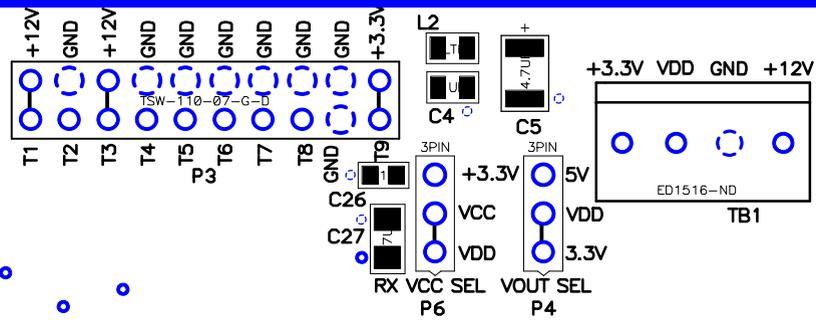 +12V GND +12V GND GND GND GND GND GND +3.3V
L2
+
4.7U
C4
C5
+3.3V VDD GND +12V
TSW-110-07-G-D
T1 T2 T3 T4 T5 T6 T7 T8 GND T9
P3
3PIN
3PIN
1
C26
+3.3V
VCC
VDD
5V
VDD
3.3V
C27
7U
ED1516-ND
TB1
RX VCC SEL
VOUT SEL
P6
P4